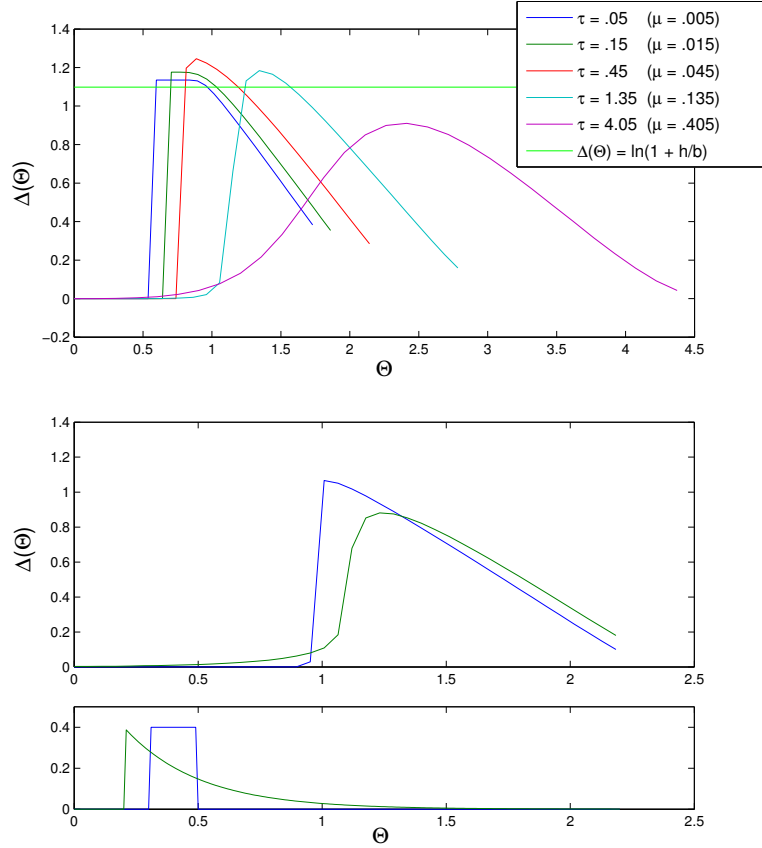 τ = .05 (μ = .005)
τ = .15 (μ = .015)
τ = .45 (μ = .045)
τ = 1.35 (μ = .135)
τ = 4.05 (μ = .405)
Δ(Θ) = ln(1 + h/b)
1.4
1.2
1
0.8
0.6
0.4
0.2
0
−0.2
Δ(Θ)
0 0.5 1 1.5 2 2.5 3 3.5 4 4.5
Θ
1.4
1.2
1
0.8
0.6
0.4
0.2
0
Δ(Θ)
0 0.5 1 1.5 2 2.5
0.4
0.2
0
0 0.5 1 1.5 2 2.5
Θ